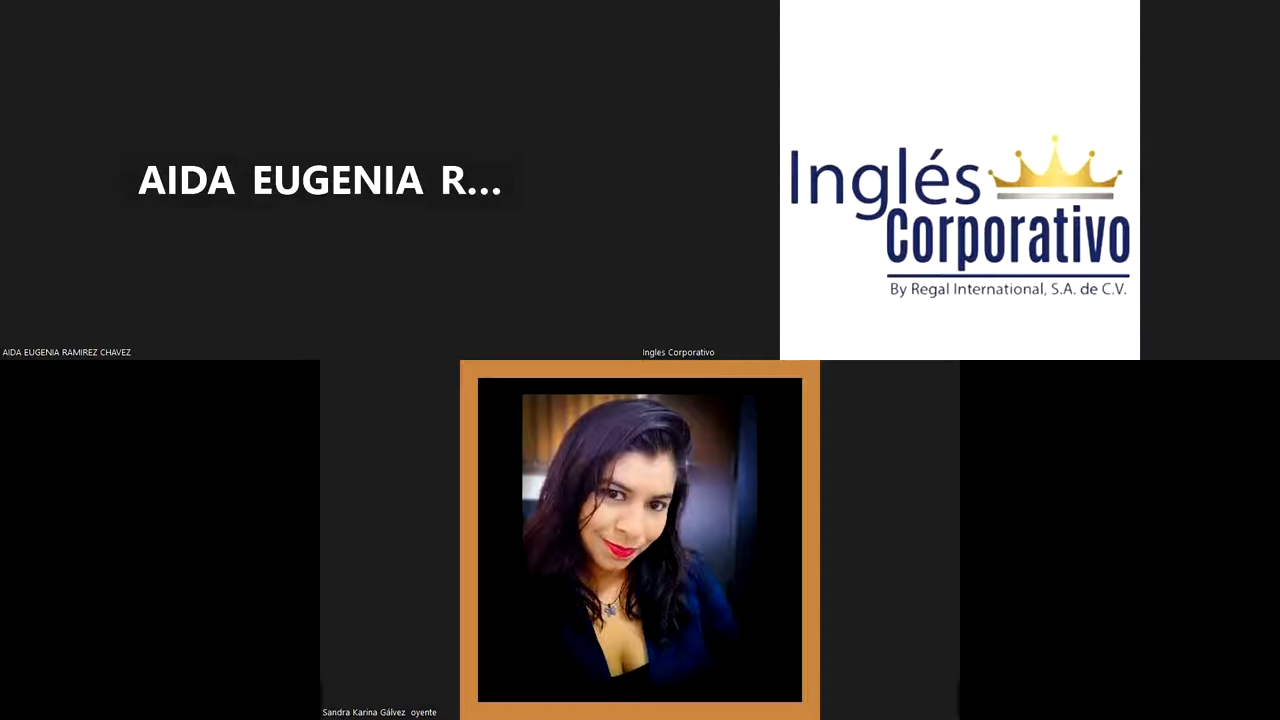 AIDA EUGENIA R...
Inglés
Corporativo
By Regal International, S.A. de C.V.
AIDA EUGENIA RAMIREZ CHAVEZ
Ingles Corporativo
Sandra Karina Gálvez oyente